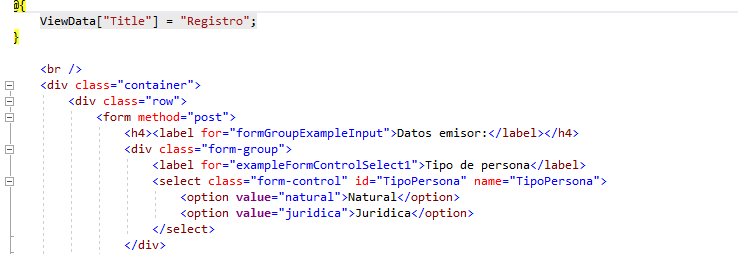 @{
    ViewData["Title"] = "Registro";
}
    <br />
    <div class="container">
        <div class="row">
            <form method="post">
                <h4><label for="formGroupExampleInput">Datos emisor:</label></h4>
                <div class="form-group">
                    <label for="exampleFormControlSelect1">Tipo de persona</label>
                    <select class="form-control" id="TipoPersona" name="TipoPersona">
                        <option value="natural">Natural</option>
                        <option value="juridica">Juridica</option>
                    </select>
                </div>